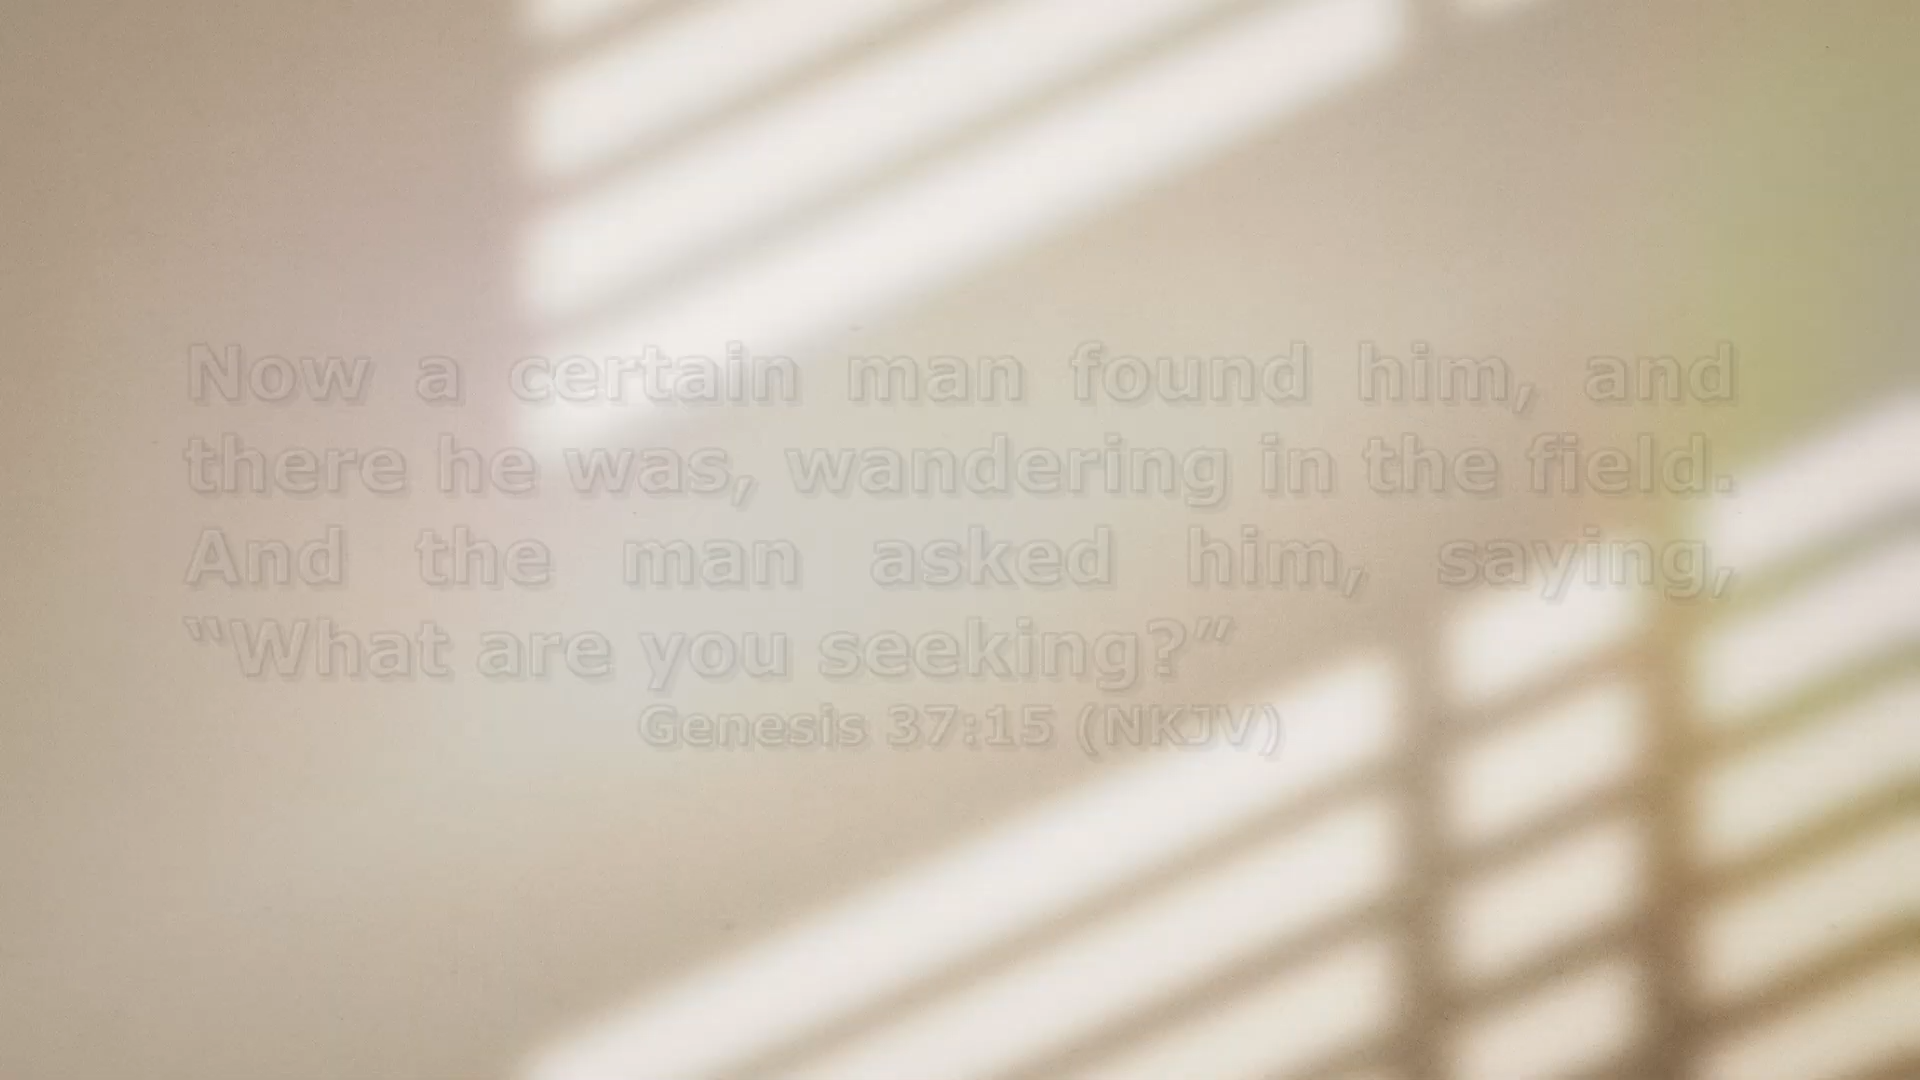 Now a certain man found him, and
there he was, wandering in the field.
And the man asked him, saying,
“What are you seeking?”
Genesis 37:15 (NKJV)